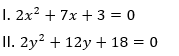 I. 2x² + 7x + 3 = 0
II. 2y² + 12y + 18 = 0